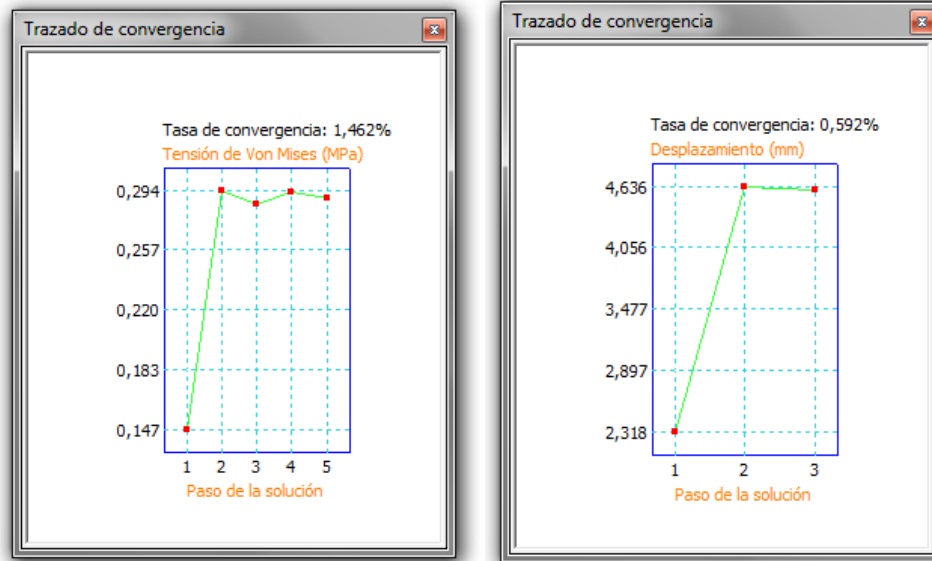 Trazado de convergencia
Tasa de convergencia: 1,462%
Tensión de Von Mises (MPa)
0,294
0,257
0,220
0,183
0,147
1 2 3 4 5
Paso de la solución
Trazado de convergencia
Tasa de convergencia: 0,592%
Desplazamiento (mm)
4,636
4,056
3,477
2,897
2,318
1 2 3
Paso de la solución